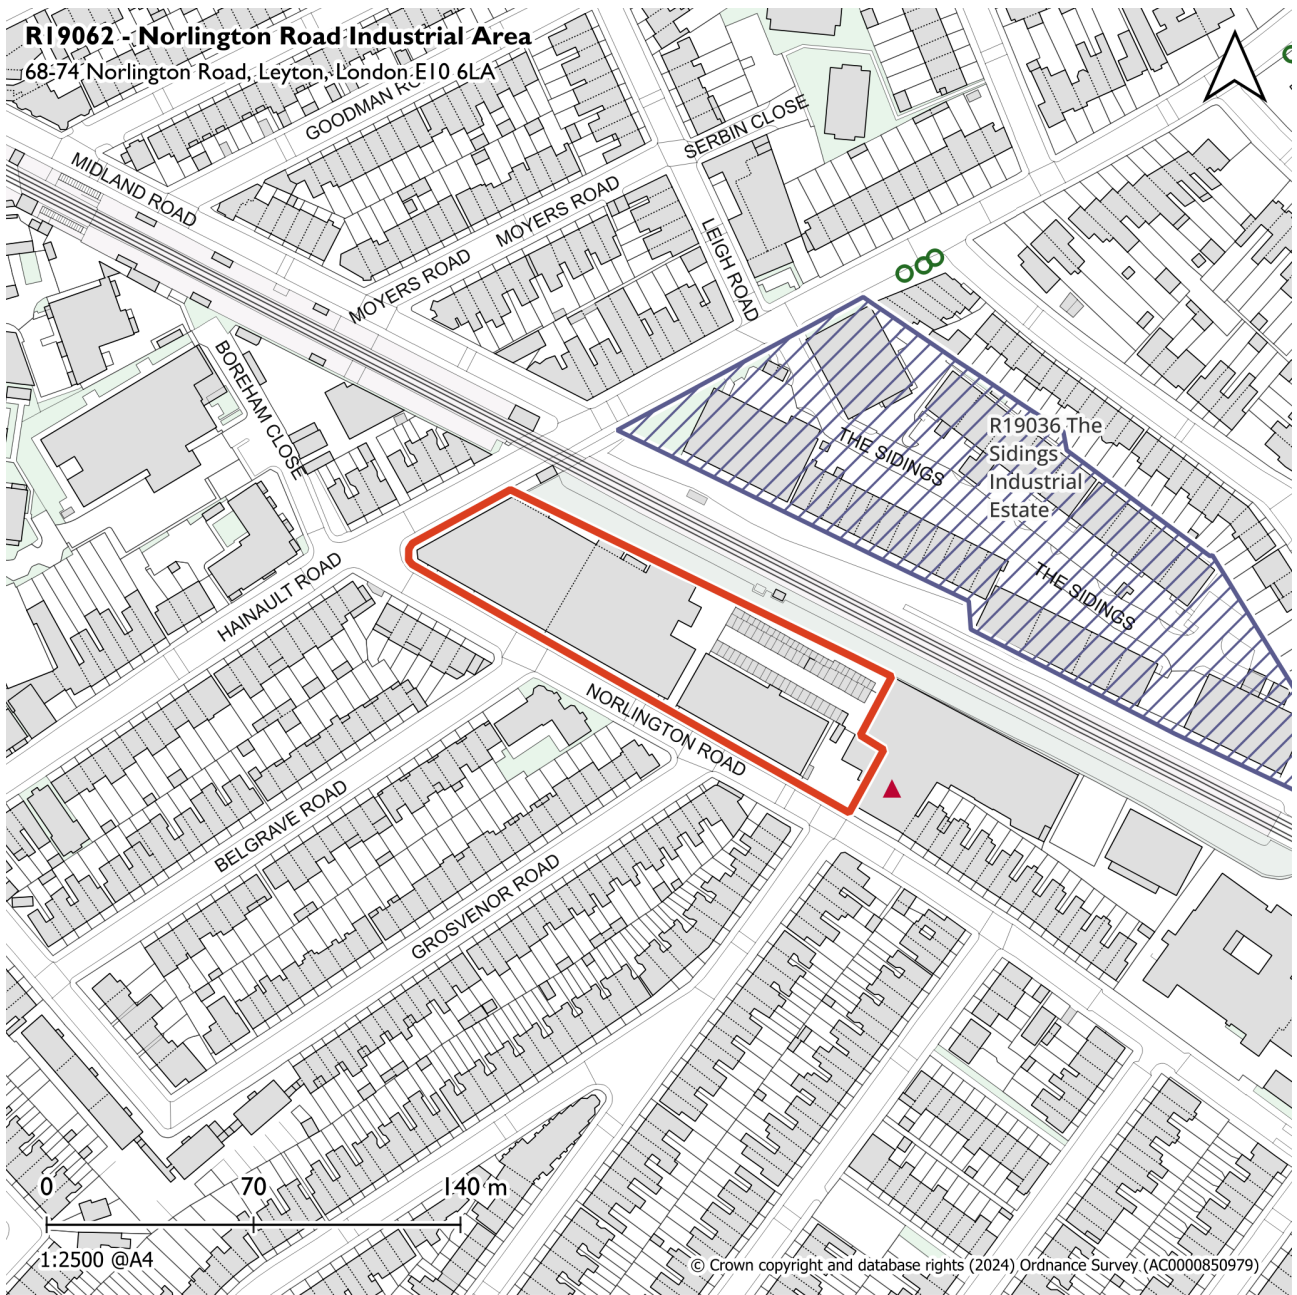 R19062 - Norlington Road Industrial Area
68-74 Norlington Road, Leyton, London E10 6LA
GOODMAN RO
SERBIN CLOSE
MIDLAND ROAD
MOYERS ROAD
LEIGH ROAD
MOYERS ROAD
BOREHAM CLOSE
R19036 The
Sidings
Industrial
Estate
THE SIDINGS
THE SIDINGS
HAINAULT ROAD
NORLINGTON ROAD
BELGRAVE ROAD
GROSVENOR ROAD
0 70 140 m
1:2500 @A4
© Crown copyright and database rights (2024) Ordnance Survey (AC0000850979)